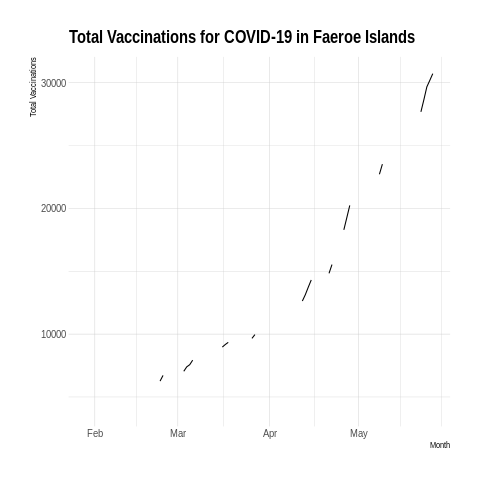 Total Vaccinations for COVID-19 in Faeroe Islands
Total Vaccinations
30000
20000
10000
Feb Mar Apr May
Month